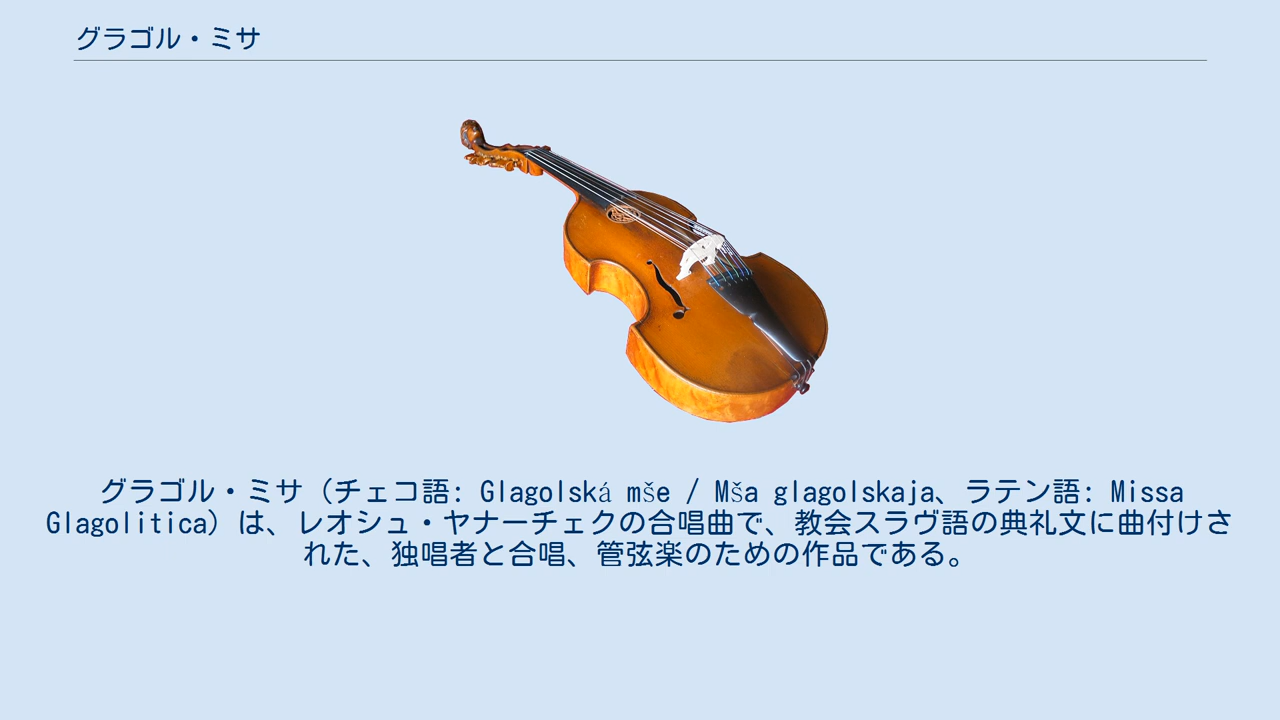 グラゴル・ミサ
グラゴル・ミサ（チェコ語: Glagolská mše / Mša glagolskaja、ラテン語: Missa
Glagolitica）は、レオシュ・ヤナーチェクの合唱曲で、教会スラヴ語の典礼文に曲付けさ
れた、独唱者と合唱、管弦楽のための作品である。